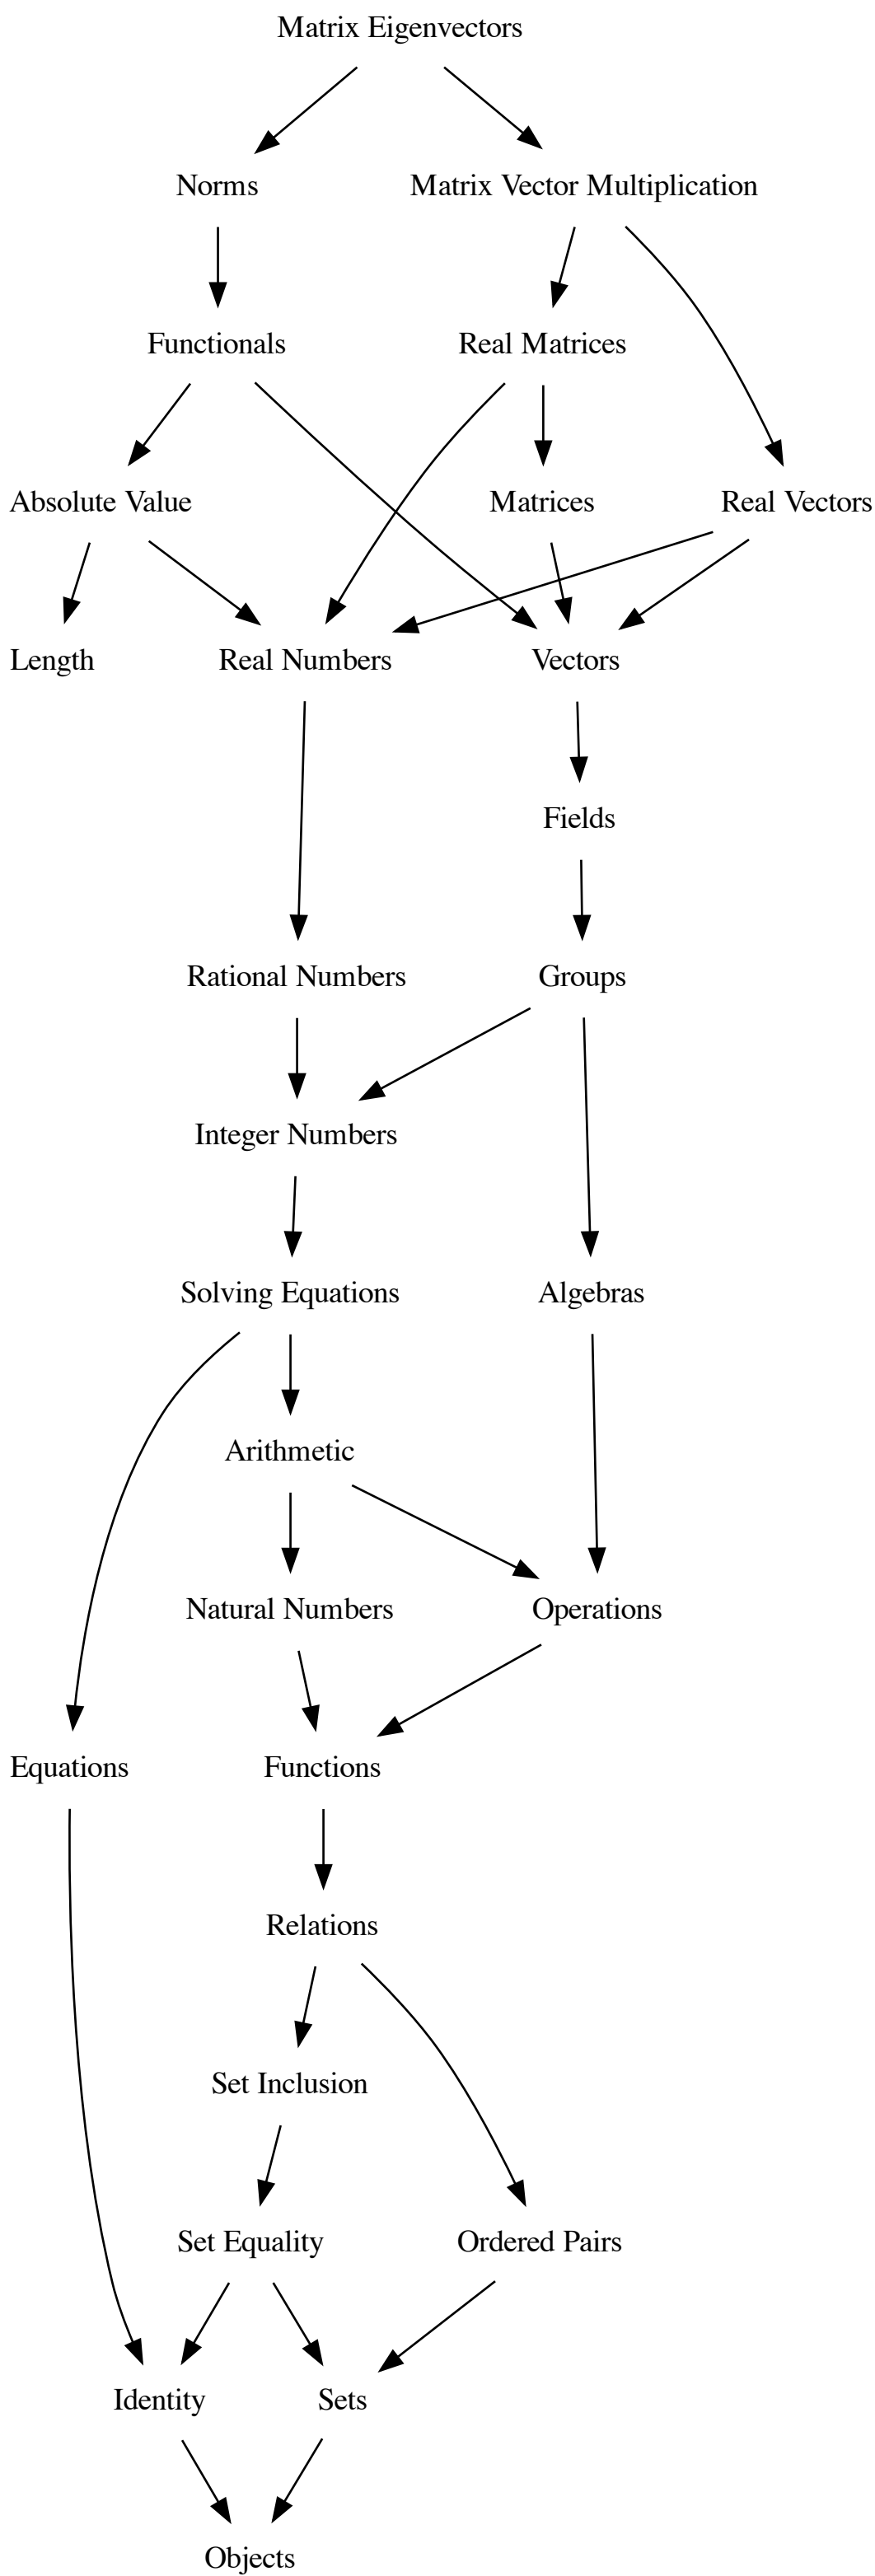 Matrix Eigenvectors
Norms
Matrix Vector Multiplication
Functionals
Real Matrices
Absolute Value
Matrices
Real Vectors
Length
Real Numbers
Vectors
Fields
Rational Numbers
Groups
Integer Numbers
Solving Equations
Algebras
Arithmetic
Natural Numbers
Operations
Equations
Functions
Relations
Set Inclusion
Set Equality
Ordered Pairs
Identity
Sets
Objects